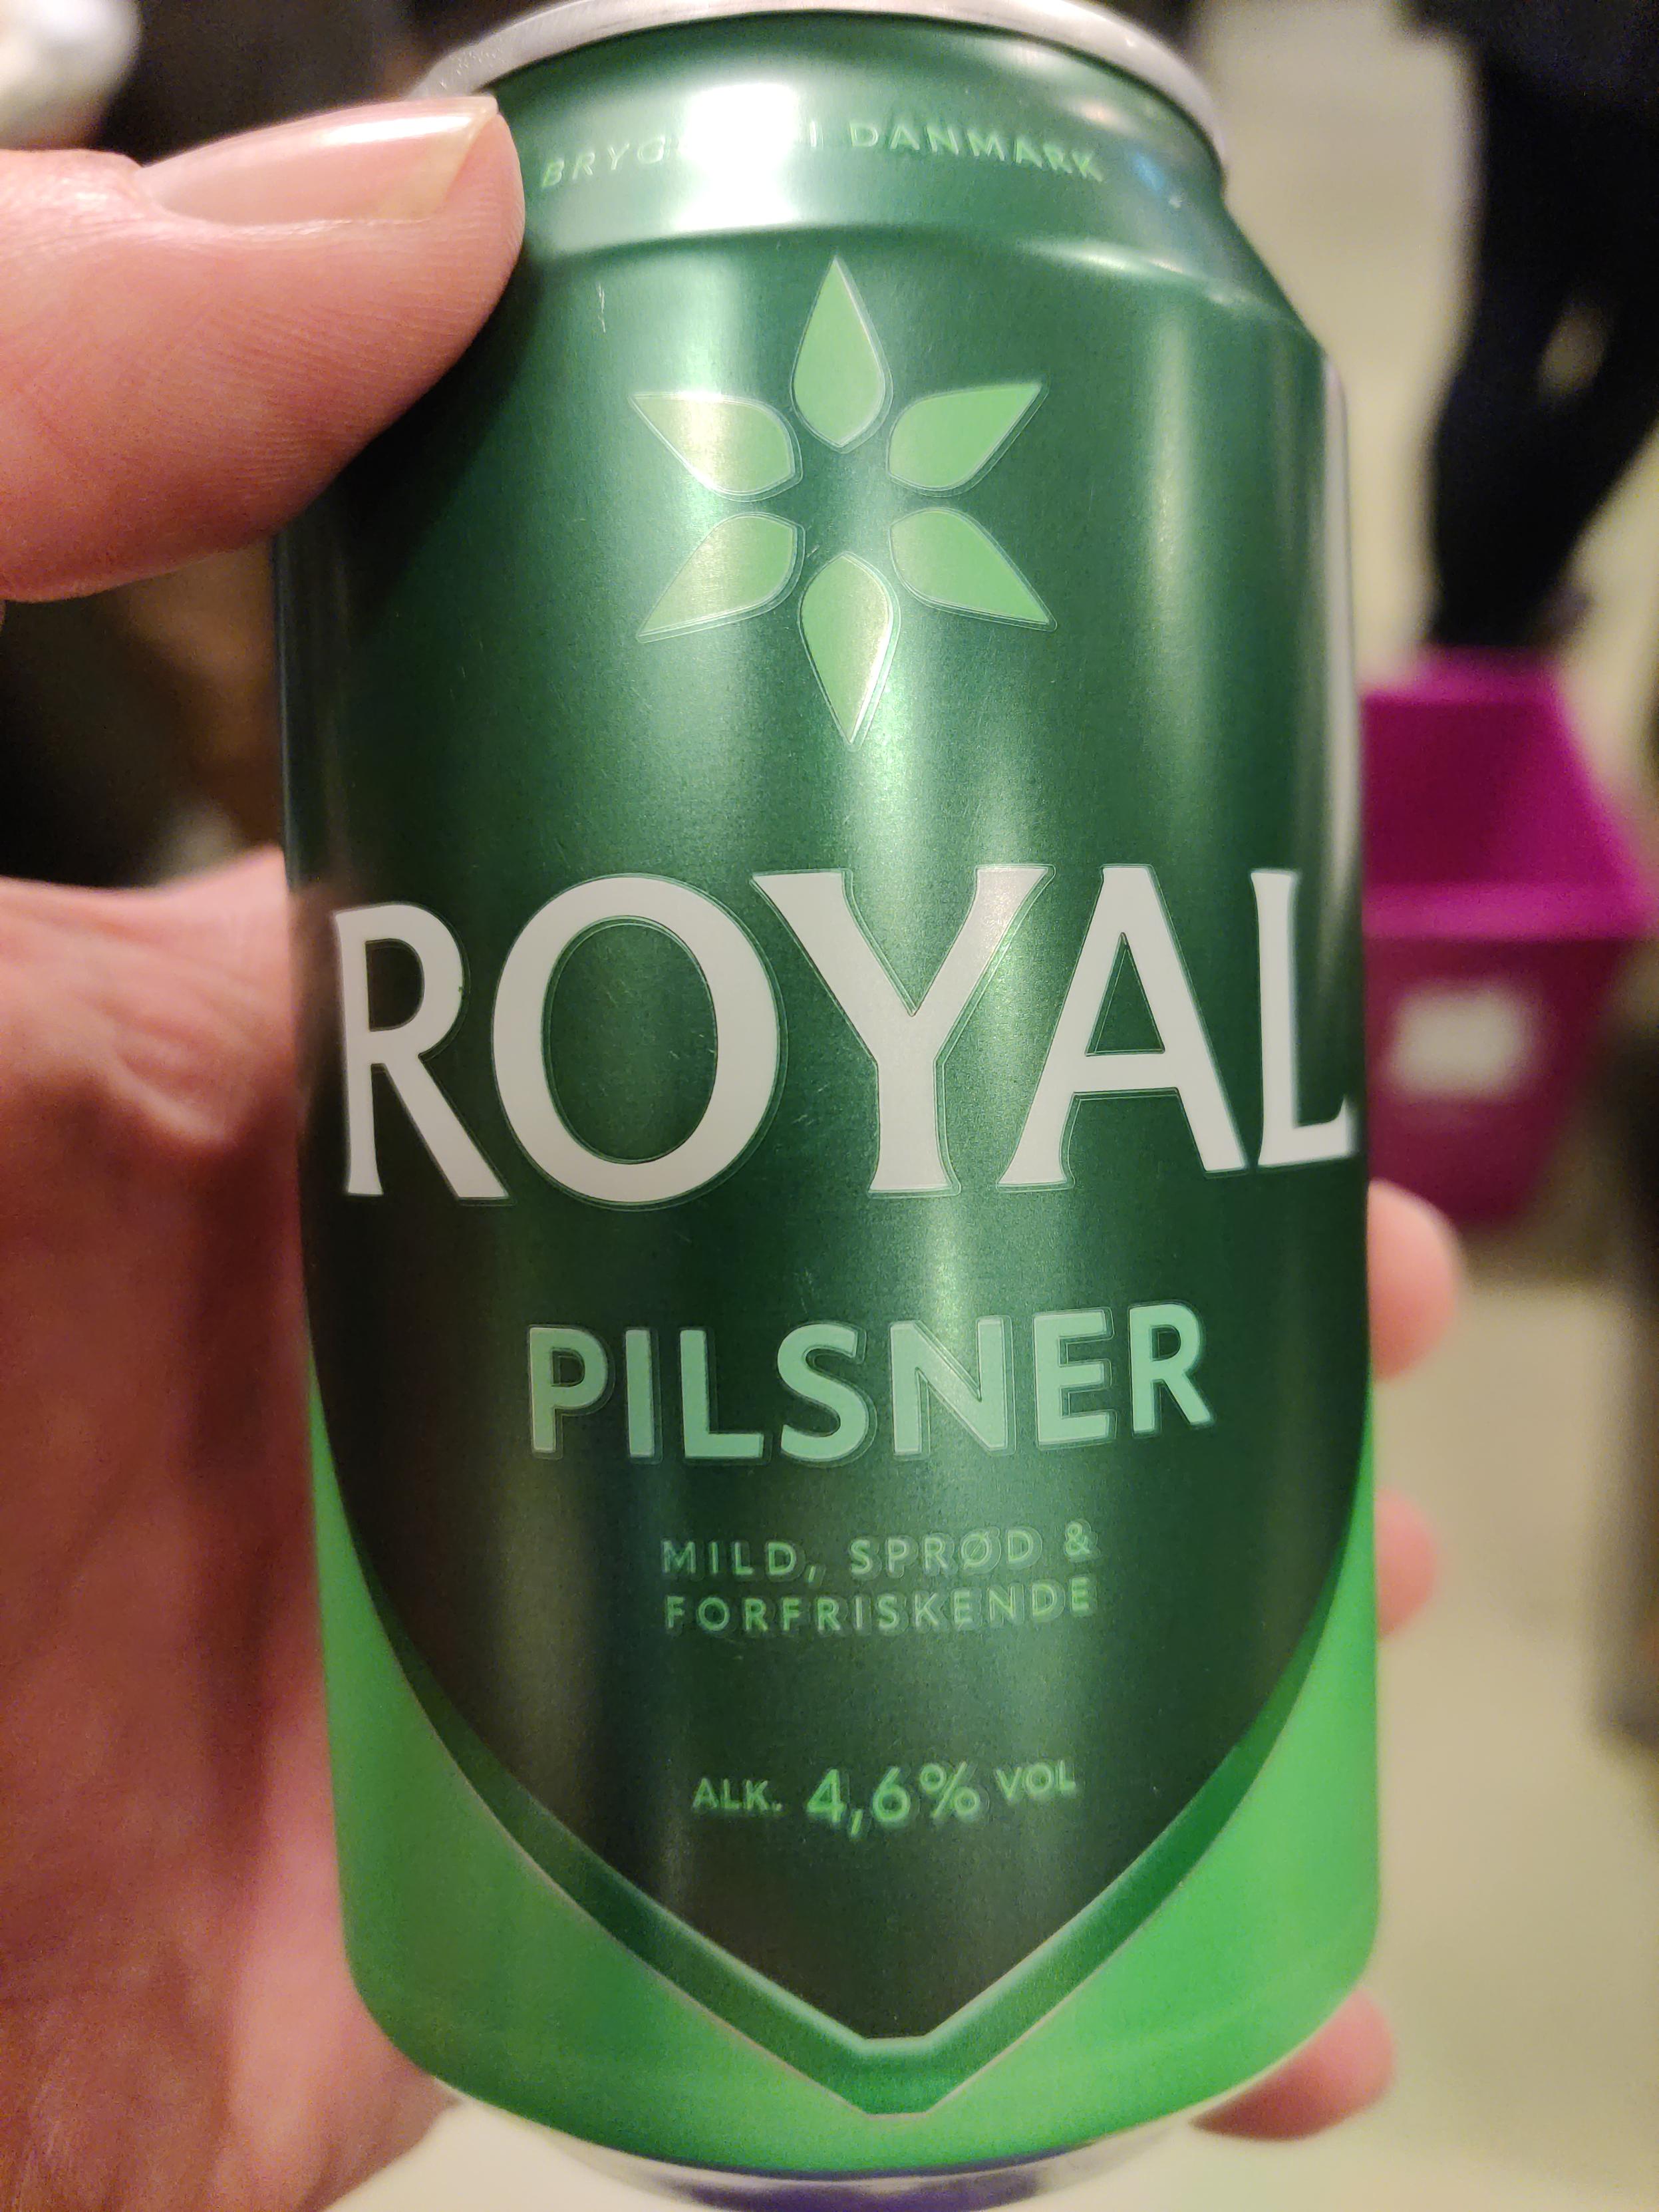 I DANMARK
ROYAL
PILSNER
MILD, SPRØD &
FORFRISKENDE
ALK. 4,6% VOL